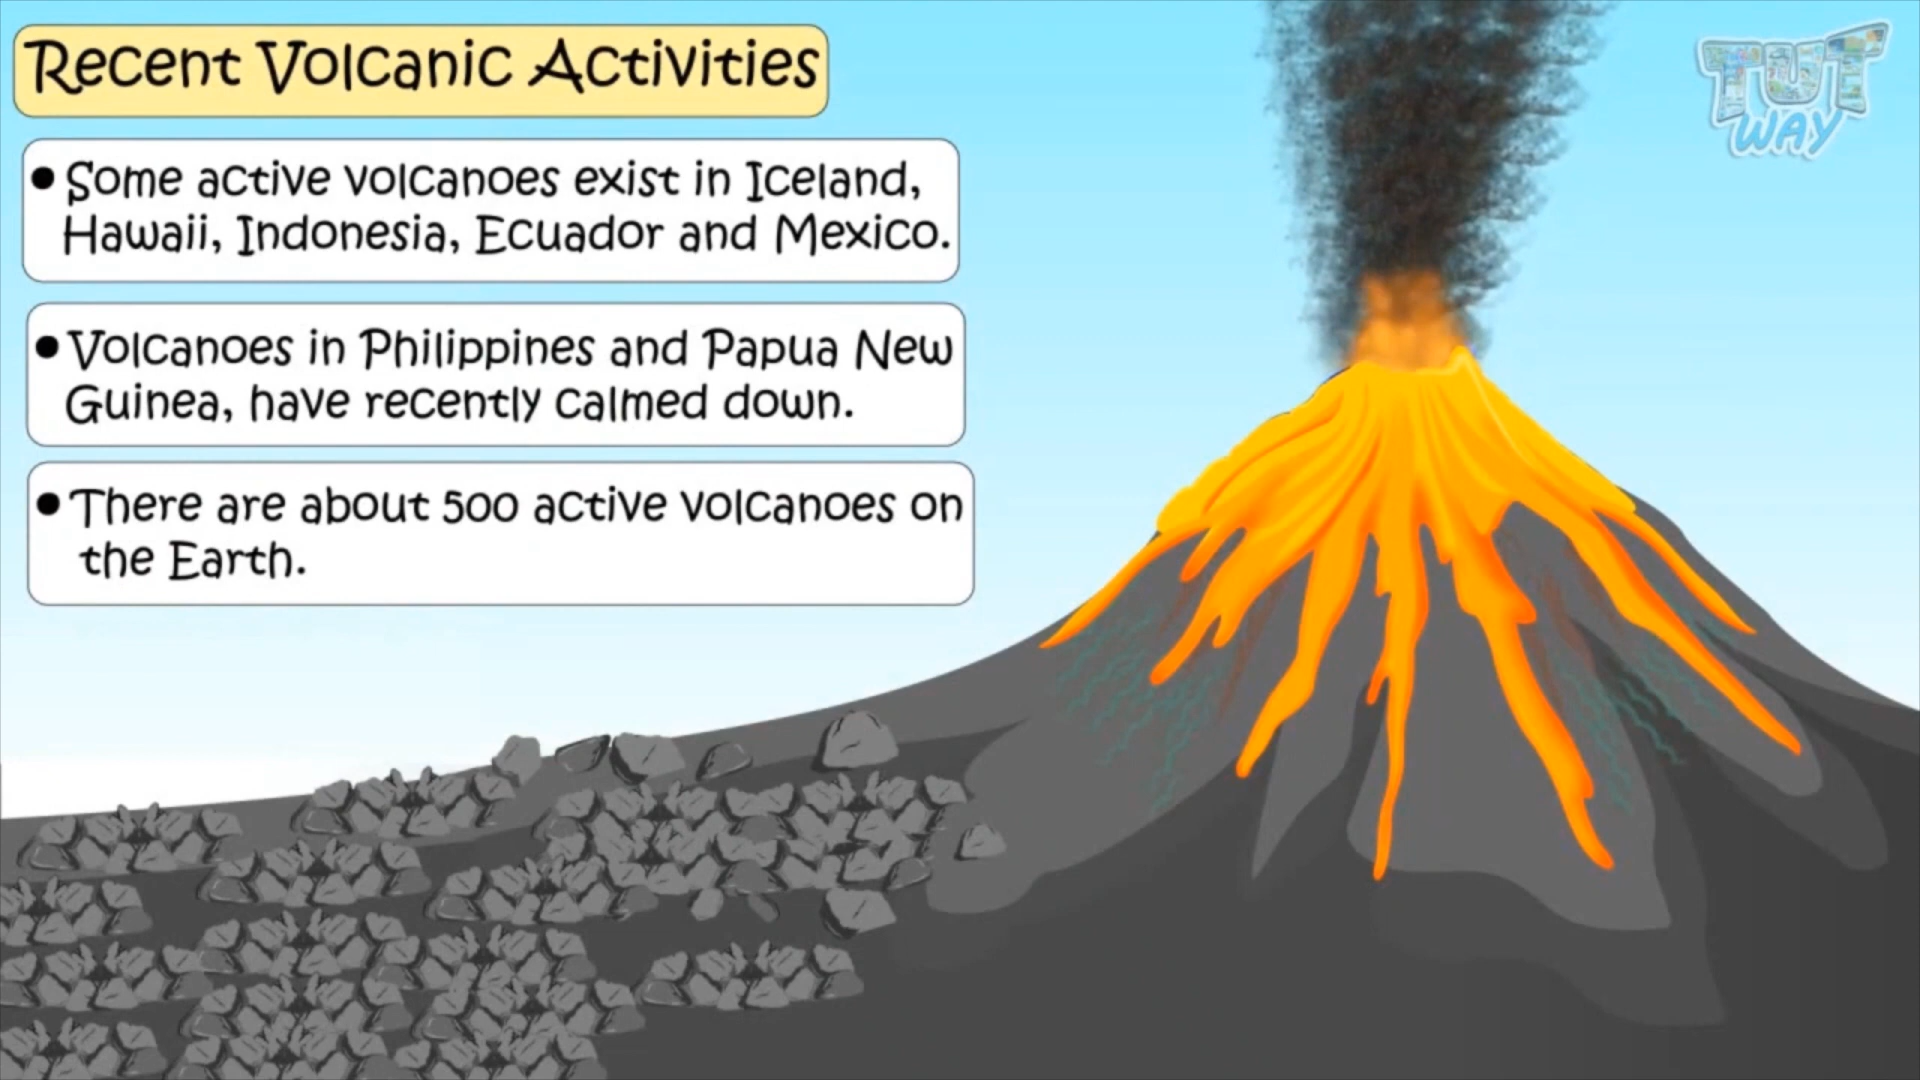 Recent Volcanic Activities
TUT
WAY
• Some active volcanoes exist in Iceland,
Hawaii, Indonesia, Ecuador and Mexico.
• Volcanoes in Philippines and Papua New
Guinea, have recently calmed down.
• There are about 500 active volcanoes on
the Earth.